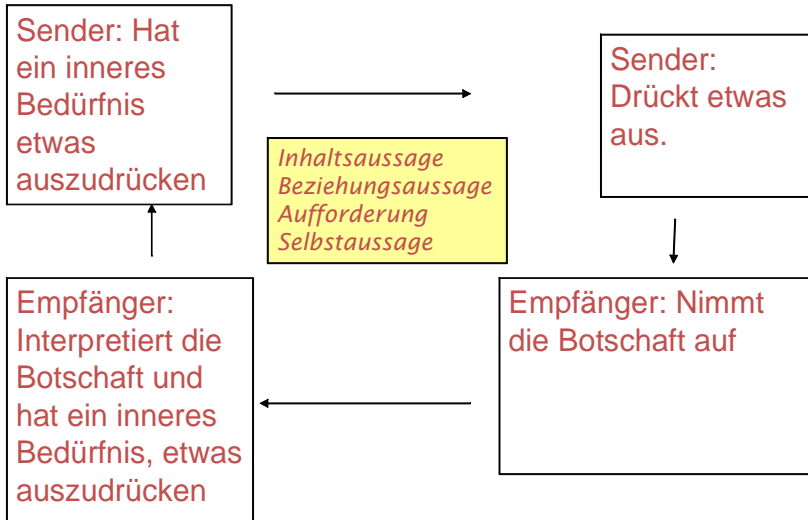 Sender: Hat
ein inneres
Bedürfnis
etwas
auszudrücken
Sender:
Drückt etwas
aus.
Inhaltsaussage
Beziehungsaussage
Aufforderung
Selbstaussage
Empfänger:
Interpretiert die
Botschaft und
hat ein inneres
Bedürfnis, etwas
auszudrücken
Empfänger: Nimmt
die Botschaft auf